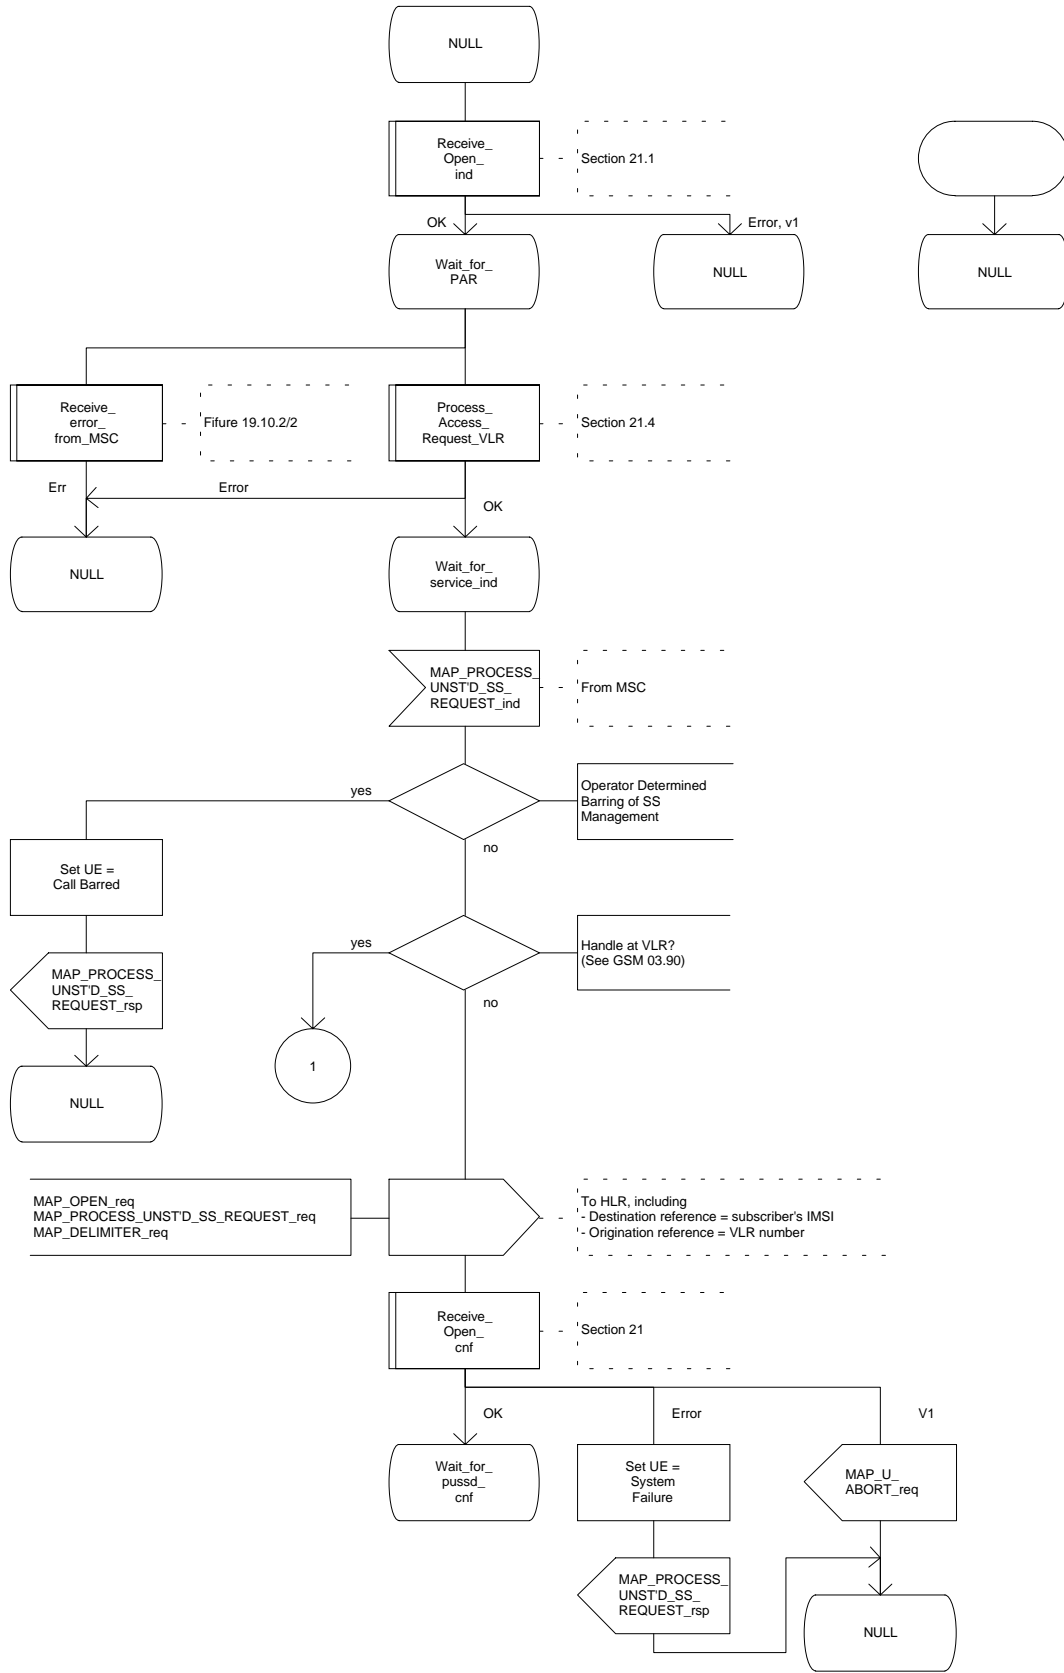 NULL
Receive_
Open_
ind
Section 21.1
OK
Error, v1
Wait_for_
PAR
NULL
NULL
Receive_
error_
from_MSC
Fifure 19.10.2/2
Process_
Access_
Request_VLR
Section 21.4
Err
Error
OK
NULL
Wait_for_
service_ind
MAP_PROCESS_
UNST'D_SS_
REQUEST_ind
From MSC
yes
Operator Determined
Barring of SS
Management
no
Set UE =
Call Barred
yes
Handle at VLR?
(See GSM 03.90)
MAP_PROCESS_
UNST'D_SS_
REQUEST_rsp
no
1
NULL
MAP_OPEN_req
MAP_PROCESS_UNST'D_SS_REQUEST_req
MAP_DELIMITER_req
To HLR, including
- Destination reference = subscriber's IMSI
- Origination reference = VLR number
Receive_
Open_
cnf
Section 21
OK
Error
V1
Wait_for_
pussd_
cnf
Set UE =
System
Failure
MAP_U_
ABORT_req
MAP_PROCESS_
UNST'D_SS_
REQUEST_rsp
NULL